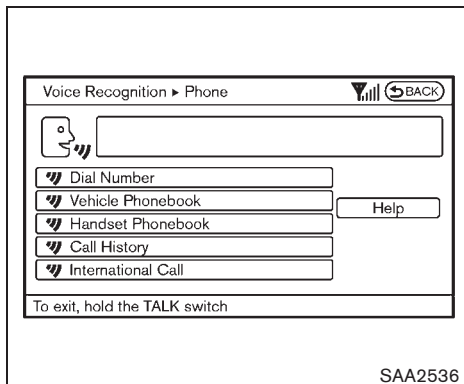 Voice Recognition ▸ Phone
BACK
Dial Number
Vehicle Phonebook
Help
Handset Phonebook
Call History
International Call
To exit, hold the TALK switch
SAA2536